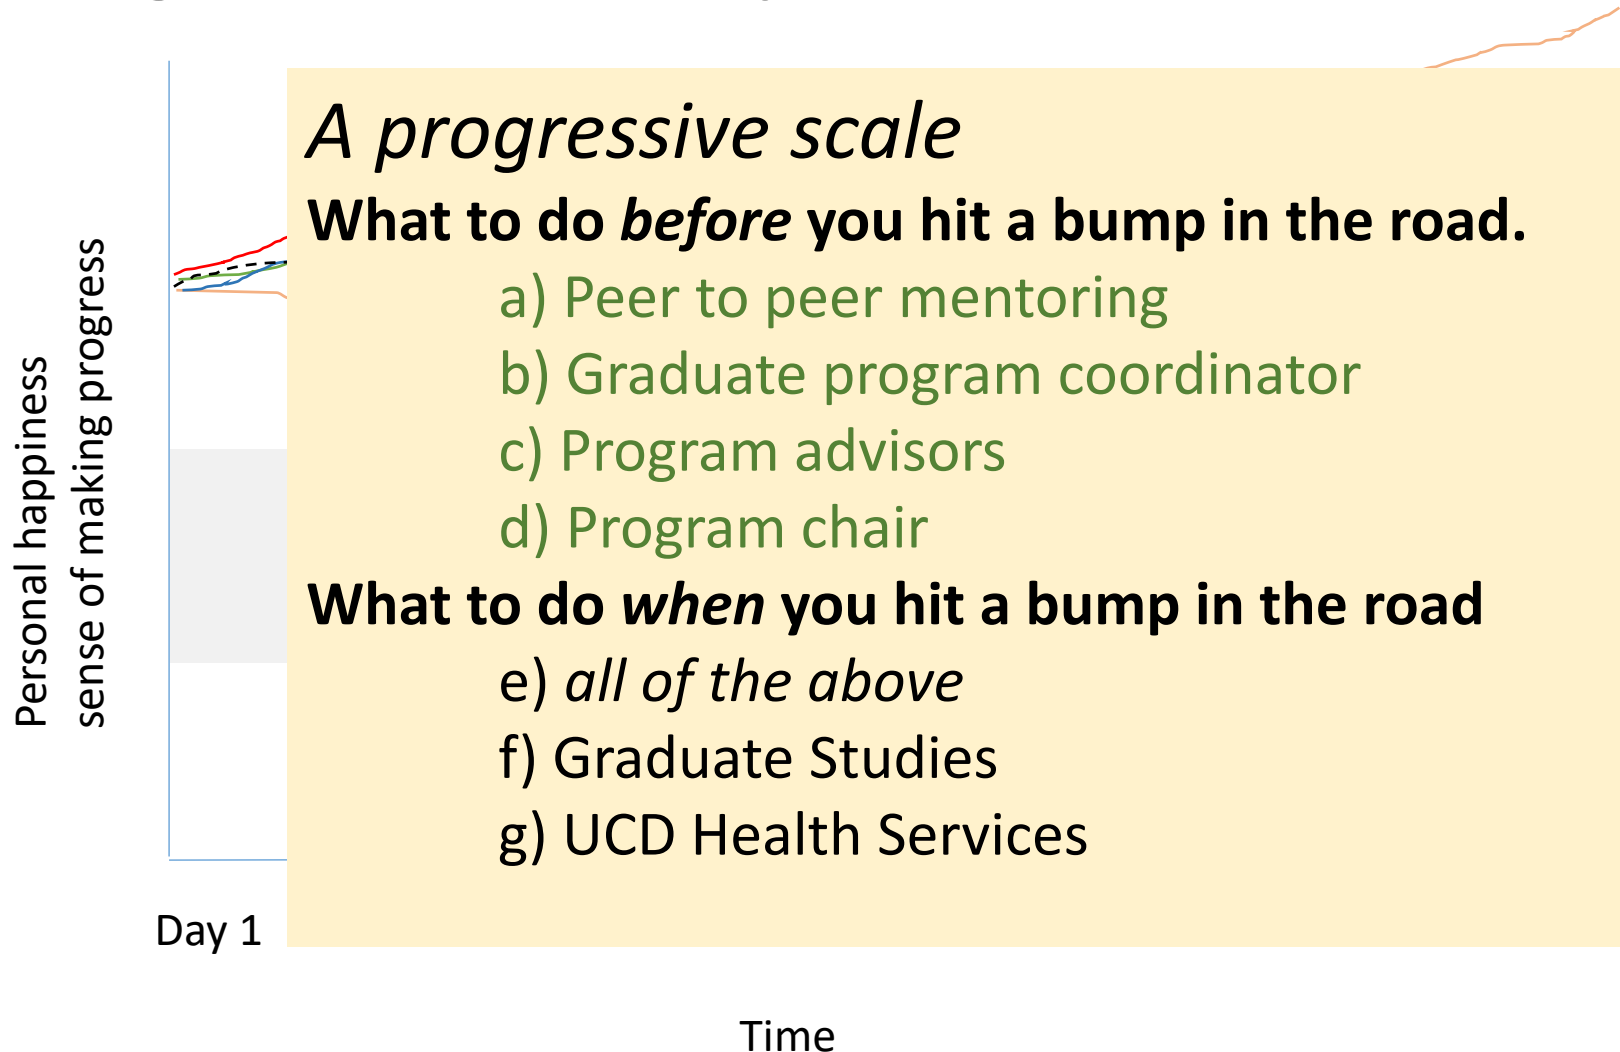 A progressive scale
What to do before you hit a bump in the road.
a) Peer to peer mentoring
b) Graduate program coordinator
c) Program advisors
d) Program chair
What to do when you hit a bump in the road
e) all of the above
f) Graduate Studies
g) UCD Health Services
Personal happiness
sense of making progress
Day 1
Time